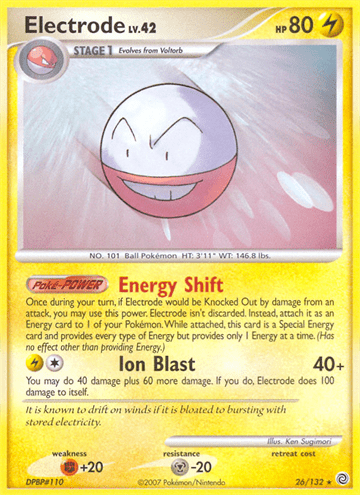 Electrode LV.42 HP 80
STAGE 1 Evolves from Voltorb
NO. 101 Ball Pokémon HT: 3'11" WT: 146.8 lbs.
Poké-POWER Energy Shift
Once during your turn, if Electrode would be Knocked Out by damage from an
attack, you may use this power. Electrode isn't discarded. Instead, attach it as an
Energy card to 1 of your Pokémon. While attached, this card is a Special Energy
card and provides every type of Energy but provides only 1 Energy at a time. (Has
no effect other than providing Energy.)
Ion Blast 40+
You may do 40 damage plus 60 more damage. If you do, Electrode does 100
damage to itself.
It is known to drift on winds if it is bloated to bursting with
stored electricity.
Illus. Ken Sugimori
weakness resistance retreat cost
+20 -20
DPBP#110 ©2007 Pokémon/Nintendo 26/132 ★